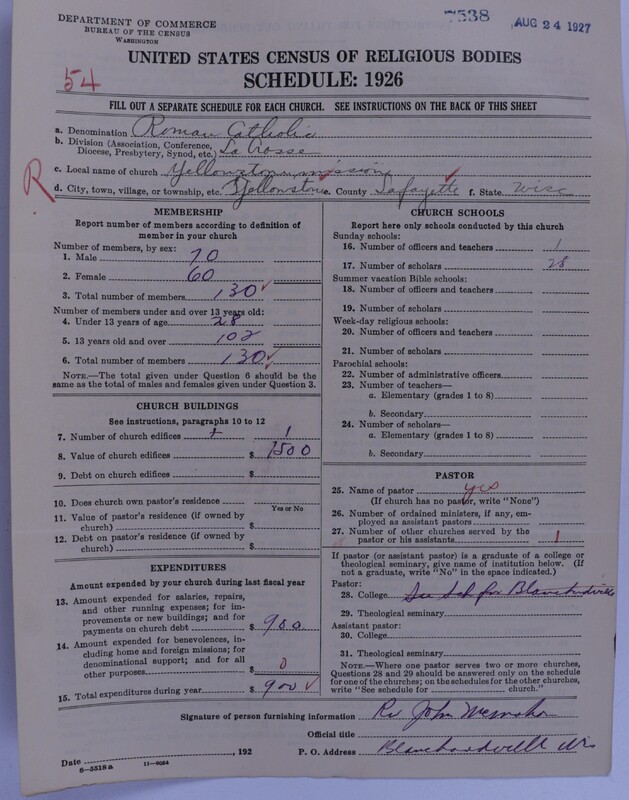 DEPARTMENT OF COMMERCE
BUREAU OF THE CENSUS
WASHINGTON
7538
AUG 24 1927
UNITED STATES CENSUS OF RELIGIOUS BODIES
SCHEDULE: 1926
54
FILL OUT A SEPARATE SCHEDULE FOR EACH CHURCH. SEE INSTRUCTIONS ON THE BACK OF THIS SHEET
a. Denomination Roman Catholic
b. Division (Association, Conference,
Diocese, Presbytery, Synod, etc.) La Crosse
c. Local name of church Yellowstone mission
R
d. City, town, village, or township, etc. Yellowstone e. County Lafayette f. State Wisc
MEMBERSHIP
Report number of members according to definition of
member in your church
Number of members, by sex:
1. Male 70
2. Female 60
3. Total number of members 130
Number of members under and over 13 years old:
4. Under 13 years of age 28
5. 13 years old and over 102
6. Total number of members 130
NOTE.—The total given under Question 6 should be the
same as the total of males and females given under Question 3.
CHURCH BUILDINGS
See instructions, paragraphs 10 to 12
7. Number of church edifices 1
8. Value of church edifices $ 1500
9. Debt on church edifices $
10. Does church own pastor's residence
Yes or No
11. Value of pastor's residence (if owned by
church) $
12. Debt on pastor's residence (if owned by
church) $
EXPENDITURES
Amount expended by your church during last fiscal year
13. Amount expended for salaries, repairs,
and other running expenses; for im-
provements or new buildings; and for
payments on church debt $ 900
14. Amount expended for benevolences, in-
cluding home and foreign missions; for
denominational support; and for all
other purposes $ 0
15. Total expenditures during year $ 900
CHURCH SCHOOLS
Report here only schools conducted by this church
Sunday schools:
16. Number of officers and teachers 1
17. Number of scholars 28
Summer vacation Bible schools:
18. Number of officers and teachers
19. Number of scholars
Week-day religious schools:
20. Number of officers and teachers
21. Number of scholars
Parochial schools:
22. Number of administrative officers
23. Number of teachers—
a. Elementary (grades 1 to 8)
b. Secondary
24. Number of scholars—
a. Elementary (grades 1 to 8)
b. Secondary
PASTOR
25. Name of pastor yes
(If church has no pastor, write "None")
26. Number of ordained ministers, if any, em-
ployed as assistant pastors
27. Number of other churches served by the
pastor or his assistants 1
If pastor (or assistant pastor) is a graduate of a college or
theological seminary, give name of institution below. (If
not a graduate, write "No" in the space indicated.)
Pastor:
28. College See Sch for Blanchardville
29. Theological seminary
Assistant pastor:
30. College
31. Theological seminary
NOTE.—Where one pastor serves two or more churches,
Questions 28 and 29 should be answered only on the schedule
for one of the churches; on the schedules for the other churches,
write "See schedule for church."
Signature of person furnishing information Rv John
Official title
Date , 192
P. O. Address Blanchardville Wis
6—5518a 11—9064